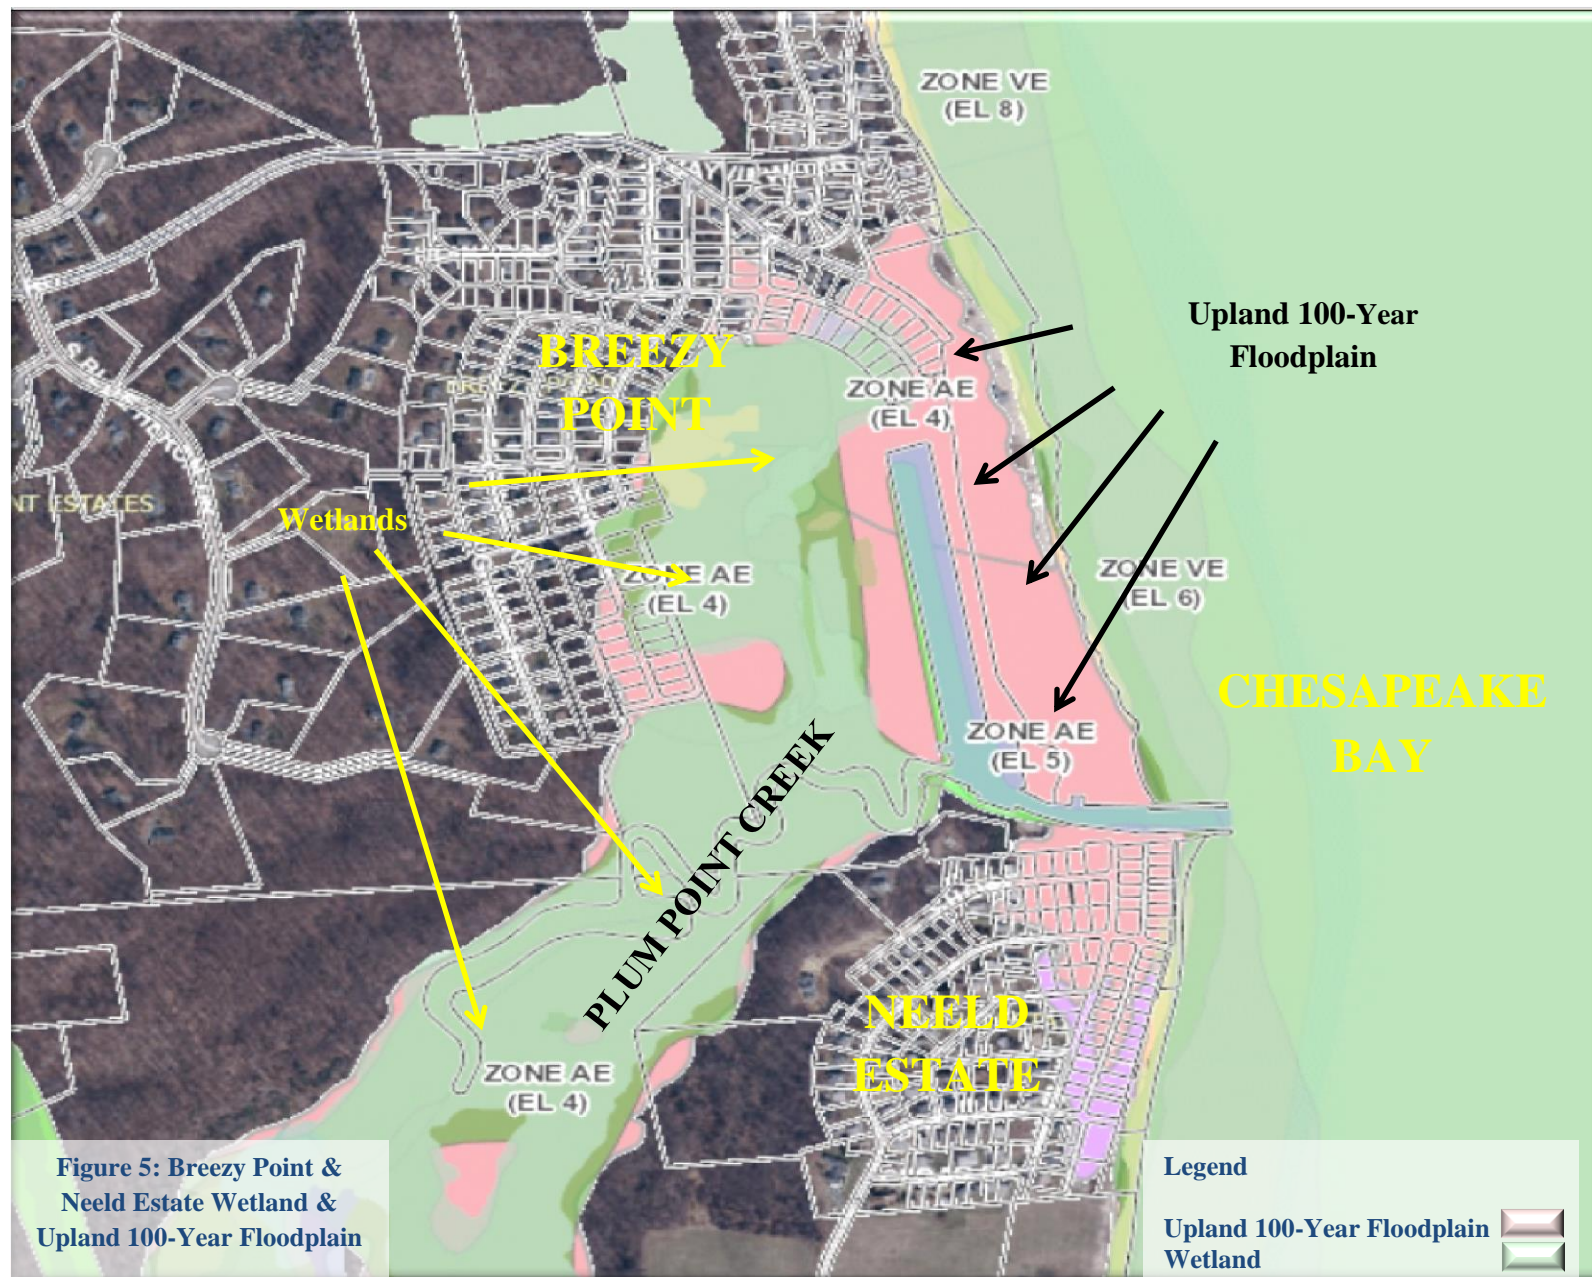 ZONE VE
(EL 8)
Upland 100-Year
Floodplain
BREEZY
POINT
ZONE AE
(EL 4)
NT ESTATES
Wetlands
ZONE AE
(EL 4)
ZONE VE
(EL 6)
CHESAPEAKE
BAY
ZONE AE
(EL 5)
PLUM POINT CREEK
NEELD
ESTATE
ZONE AE
(EL 4)
Figure 5: Breezy Point &
Neeld Estate Wetland &
Upland 100-Year Floodplain
Legend
Upland 100-Year Floodplain
Wetland